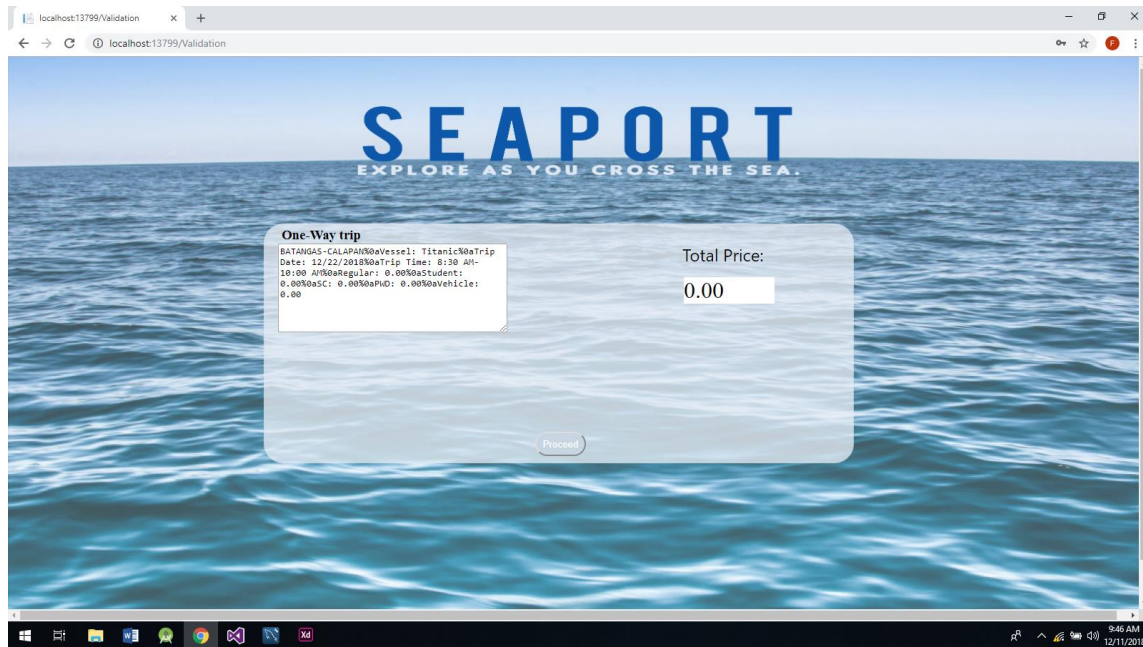 localhost:13799/Validation
localhost:13799/Validation
F
SEAPORT
EXPLORE AS YOU CROSS THE SEA.
One-Way trip
BATANGAS-CALAPAN%0aVessel: Titanic%0aTrip
Date: 12/22/2018%0aTrip Time: 8:30 AM-
10:00 AM%0aRegular: 0.00%0aStudent:
0.00%0aSC: 0.00%0aPWD: 0.00%0aVehicle:
0.00
Total Price:
0.00
Proceed
Xd
9:46 AM
12/11/2018